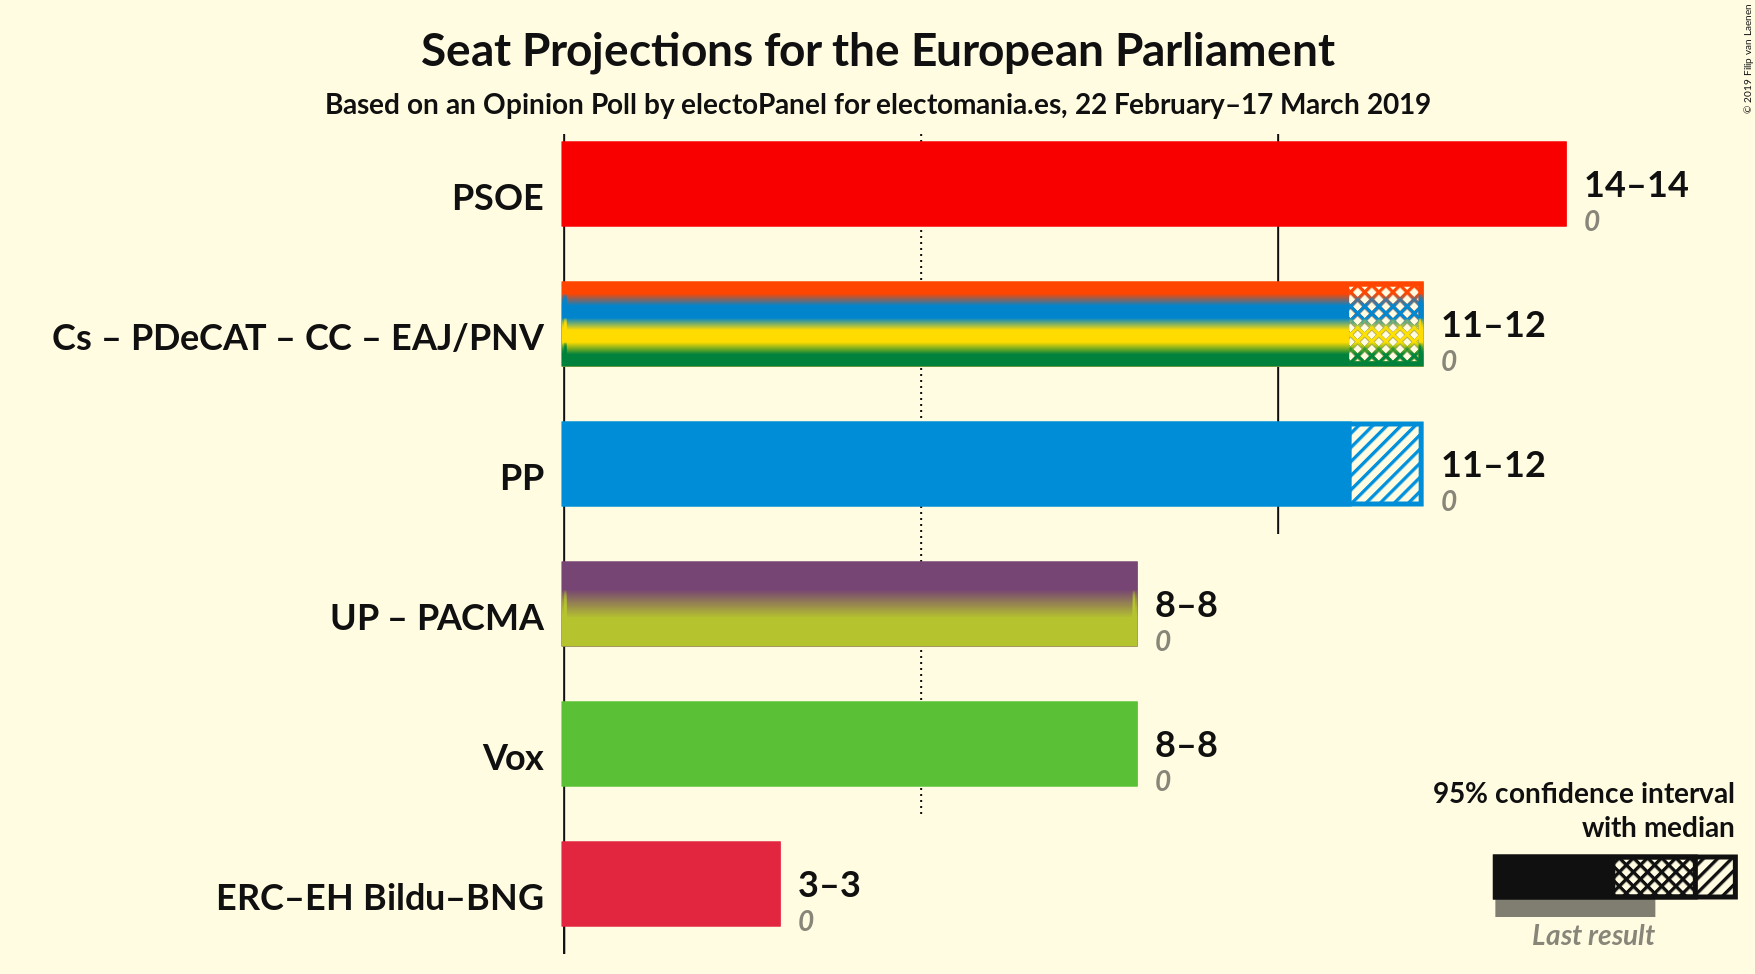 Seat Projections for the European Parliament
Based on an Opinion Poll by electoPanel for electomania.es, 22 February–17 March 2019
© 2019 Filip van Laenen
PSOE
14–14
0
Cs – PDeCAT – CC – EAJ/PNV
11–12
0
PP
11–12
0
UP – PACMA
8–8
0
Vox
8–8
0
ERC–EH Bildu–BNG
3–3
0
95% confidence interval
with median
Last result